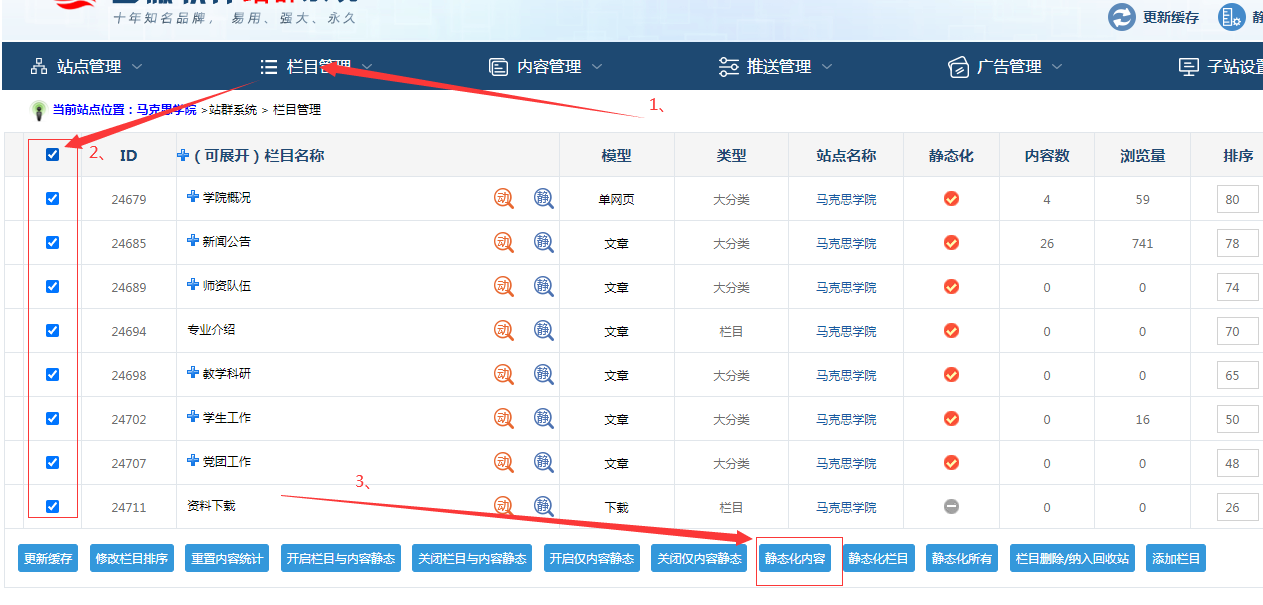 十年知名品牌，易用、强大、永久
更新缓存
站点管理 栏目管理 内容管理 推送管理 广告管理 子站设置
1、
当前站点位置：马克思学院 >站群系统 > 栏目管理
2、
ID （可展开）栏目名称 模型 类型 站点名称 静态化 内容数 浏览量 排序
24679 学院概况 动 静 单网页 大分类 马克思学院 4 59 80
24685 新闻公告 动 静 文章 大分类 马克思学院 26 741 78
24689 师资队伍 动 静 文章 大分类 马克思学院 0 0 74
24694 专业介绍 动 静 文章 栏目 马克思学院 0 0 70
24698 教学科研 动 静 文章 大分类 马克思学院 0 0 65
24702 学生工作 动 静 文章 大分类 马克思学院 0 16 50
24707 党团工作 动 静 文章 大分类 马克思学院 0 0 48
3、
24711 资料下载 动 静 下载 栏目 马克思学院 0 0 26
更新缓存 修改栏目排序 重置内容统计 开启栏目与内容静态 关闭栏目与内容静态 开启仅内容静态 关闭仅内容静态 静态化内容 静态化栏目 静态化所有 栏目删除/纳入回收站 添加栏目